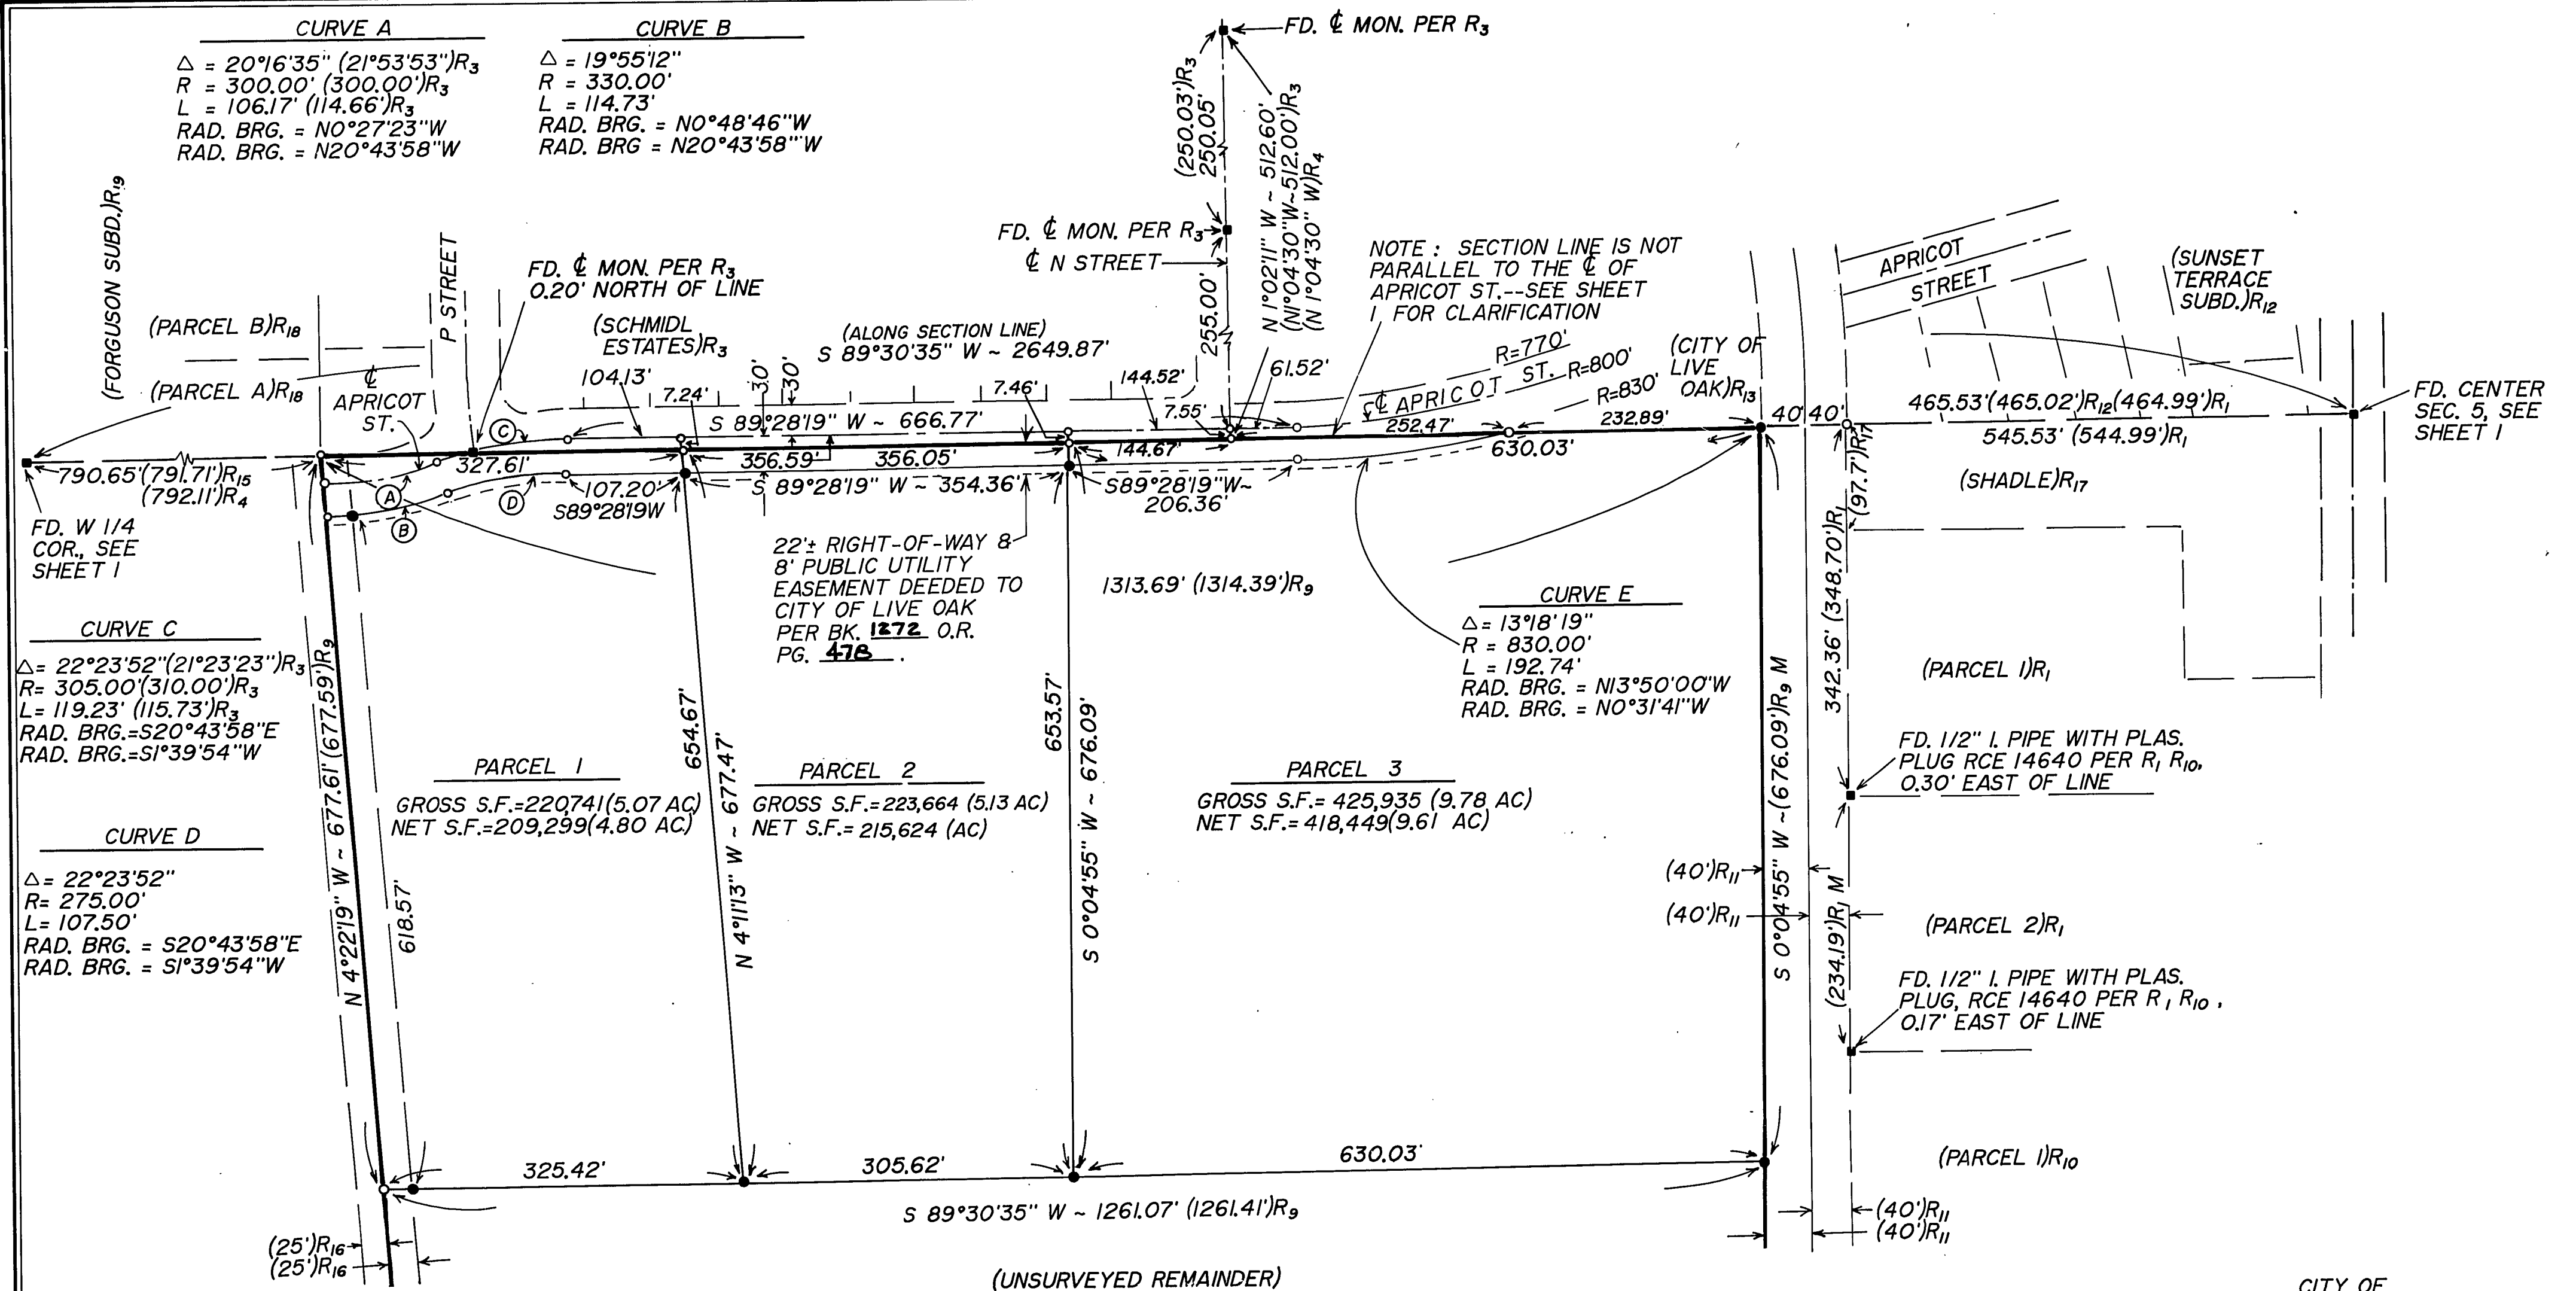 CURVE A
△ = 20°16'35" (21°53'53")R3
R = 300.00' (300.00')R3
L = 106.17' (114.66')R3
RAD. BRG. = N0°27'23"W
RAD. BRG. = N20°43'58"W
CURVE B
△ = 19°55'12"
R = 330.00'
L = 114.73'
RAD. BRG. = N0°48'46"W
RAD. BRG = N20°43'58"W
FD. ℄ MON. PER R3
(250.03')R3
250.05'
N 1°02'11" W ~ 512.60'
(N1°04'30"W~512.00')R3
(N 1°04'30" W)R4
FD. ℄ MON. PER R3
℄ N STREET
255.00'
(FORGUSON SUBD.)R19
(PARCEL B)R18
(PARCEL A)R18
P STREET
℄
APRICOT
ST.
FD. ℄ MON. PER R3
0.20' NORTH OF LINE
(SCHMIDL
ESTATES)R3
(ALONG SECTION LINE)
S 89°30'35" W ~ 2649.87'
NOTE : SECTION LINE IS NOT
PARALLEL TO THE ℄ OF
APRICOT ST.--SEE SHEET
1 FOR CLARIFICATION
APRICOT
STREET
(SUNSET
TERRACE
SUBD.)R12
104.13'
7.24'
30'
30'
7.46'
144.52'
7.55'
61.52'
R=770'
℄ APRICOT ST. R=800'
R=830'
(CITY OF
LIVE
OAK)R13
S 89°28'19" W ~ 666.77'
252.47'
232.89'
40' 40'
465.53'(465.02')R12(464.99')R1
545.53' (544.99')R1
FD. CENTER
SEC. 5, SEE
SHEET 1
790.65'(791.71')R15
(792.11')R4
327.61'
356.59'
356.05'
144.67'
630.03'
C
A
B
D
107.20'
S89°28'19W
S 89°28'19" W ~ 354.36'
S89°28'19"W~
206.36'
(97.7')R17
(SHADLE)R17
FD. W 1/4
COR., SEE
SHEET 1
22'± RIGHT-OF-WAY &
8' PUBLIC UTILITY
EASEMENT DEEDED TO
CITY OF LIVE OAK
PER BK. 1272 O.R.
PG. 478 .
1313.69' (1314.39')R9
CURVE E
△ = 13°18'19"
R = 830.00'
L = 192.74'
RAD. BRG. = N13°50'00"W
RAD. BRG. = N0°31'41"W
342.36' (348.70')R1
(PARCEL 1)R1
CURVE C
△= 22°23'52"(21°23'23")R3
R= 305.00'(310.00')R3
L= 119.23' (115.73')R3
RAD. BRG.=S20°43'58"E
RAD. BRG.=S1°39'54"W
N 4°22'19" W ~ 677.61' (677.59')R9
618.57'
654.67'
N 4°11'13" W ~ 677.47'
653.57'
S 0°04'55" W ~ 676.09'
S 0°04'55" W ~(676.09')R9 M
FD. 1/2" I. PIPE WITH PLAS.
PLUG RCE 14640 PER R1 R10,
0.30' EAST OF LINE
PARCEL 1
GROSS S.F.=220,741(5.07 AC)
NET S.F.=209,299(4.80 AC)
PARCEL 2
GROSS S.F.=223,664 (5.13 AC)
NET S.F.= 215,624 (AC)
PARCEL 3
GROSS S.F.= 425,935 (9.78 AC)
NET S.F.= 418,449(9.61 AC)
CURVE D
△= 22°23'52"
R= 275.00'
L= 107.50'
RAD. BRG. = S20°43'58"E
RAD. BRG. = S1°39'54"W
(40')R11
(40')R11
(234.19')R1 M
(PARCEL 2)R1
FD. 1/2" I. PIPE WITH PLAS.
PLUG, RCE 14640 PER R1 R10 ,
0.17' EAST OF LINE
325.42'
305.62'
630.03'
(PARCEL 1)R10
S 89°30'35" W ~ 1261.07' (1261.41')R9
(40')R11
(40')R11
(25')R16
(25')R16
(UNSURVEYED REMAINDER)
CITY OF